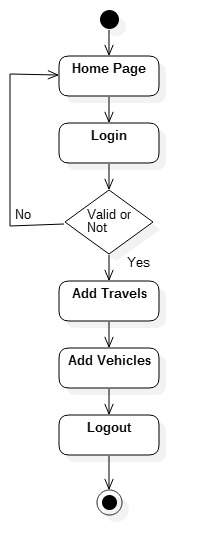 Home Page
Login
Valid or
Not
No
Yes
Add Travels
Add Vehicles
Logout